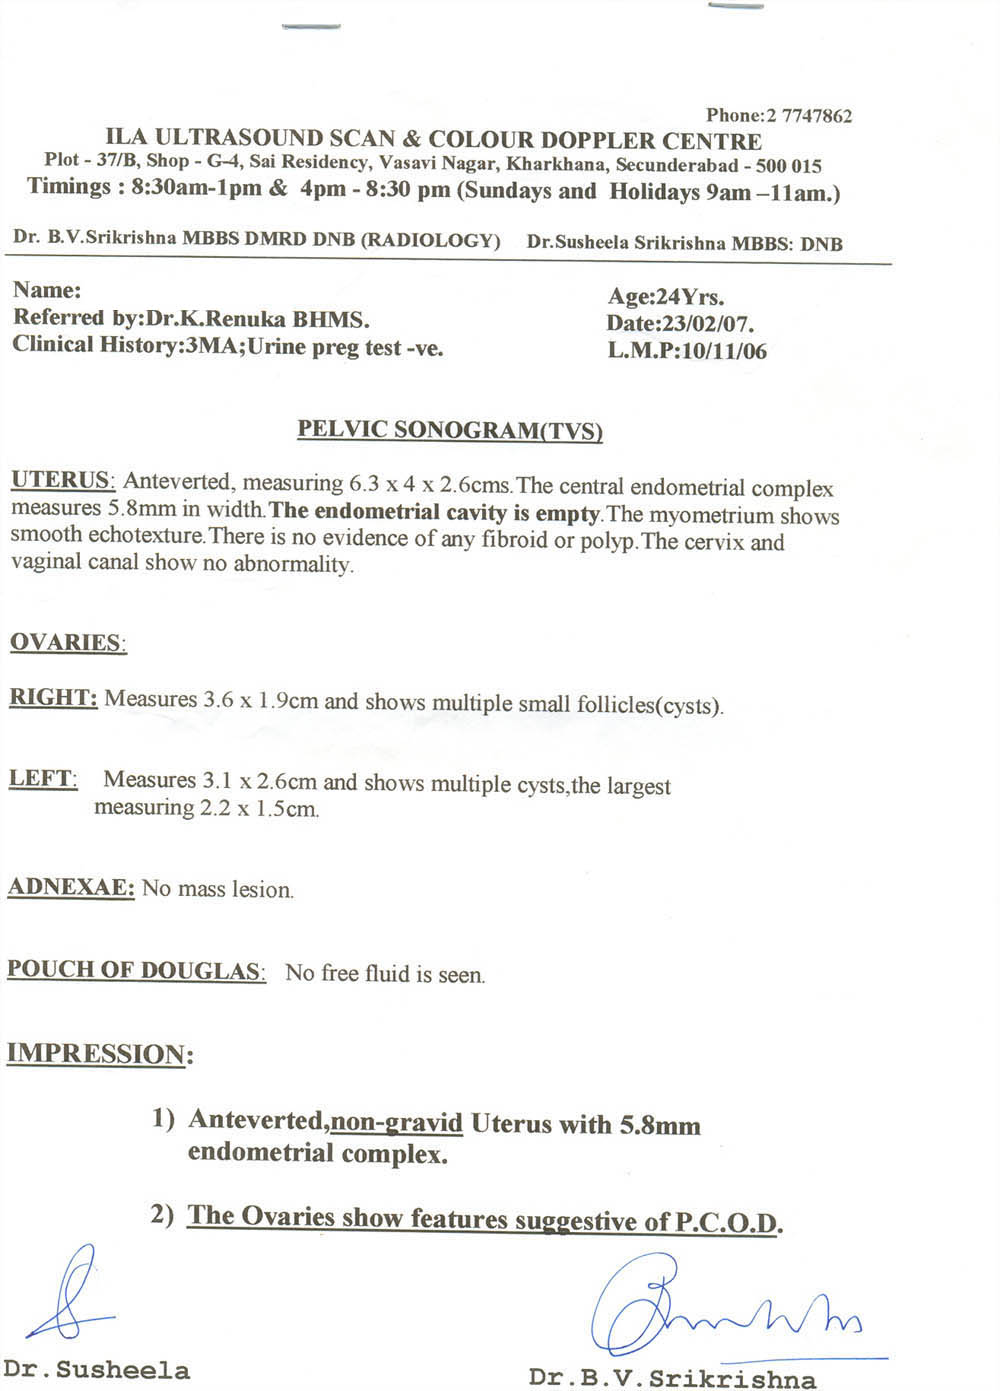 Phone:2 7747862
ILA ULTRASOUND SCAN & COLOUR DOPPLER CENTRE
Plot - 37/B, Shop - G-4, Sai Residency, Vasavi Nagar, Kharkhana, Secunderabad - 500 015
Timings : 8:30am-1pm & 4pm - 8:30 pm (Sundays and Holidays 9am –11am.)
Dr. B.V.Srikrishna MBBS DMRD DNB (RADIOLOGY) Dr.Susheela Srikrishna MBBS: DNB
Name: Age:24Yrs.
Referred by:Dr.K.Renuka BHMS. Date:23/02/07.
Clinical History:3MA;Urine preg test -ve. L.M.P:10/11/06
PELVIC SONOGRAM(TVS)
UTERUS: Anteverted, measuring 6.3 x 4 x 2.6cms.The central endometrial complex
measures 5.8mm in width.The endometrial cavity is empty.The myometrium shows
smooth echotexture.There is no evidence of any fibroid or polyp.The cervix and
vaginal canal show no abnormality.
OVARIES:
RIGHT: Measures 3.6 x 1.9cm and shows multiple small follicles(cysts).
LEFT: Measures 3.1 x 2.6cm and shows multiple cysts,the largest
measuring 2.2 x 1.5cm.
ADNEXAE: No mass lesion.
POUCH OF DOUGLAS: No free fluid is seen.
IMPRESSION:
1) Anteverted,non-gravid Uterus with 5.8mm
endometrial complex.
2) The Ovaries show features suggestive of P.C.O.D.
Dr.Susheela
Dr.B.V.Srikrishna